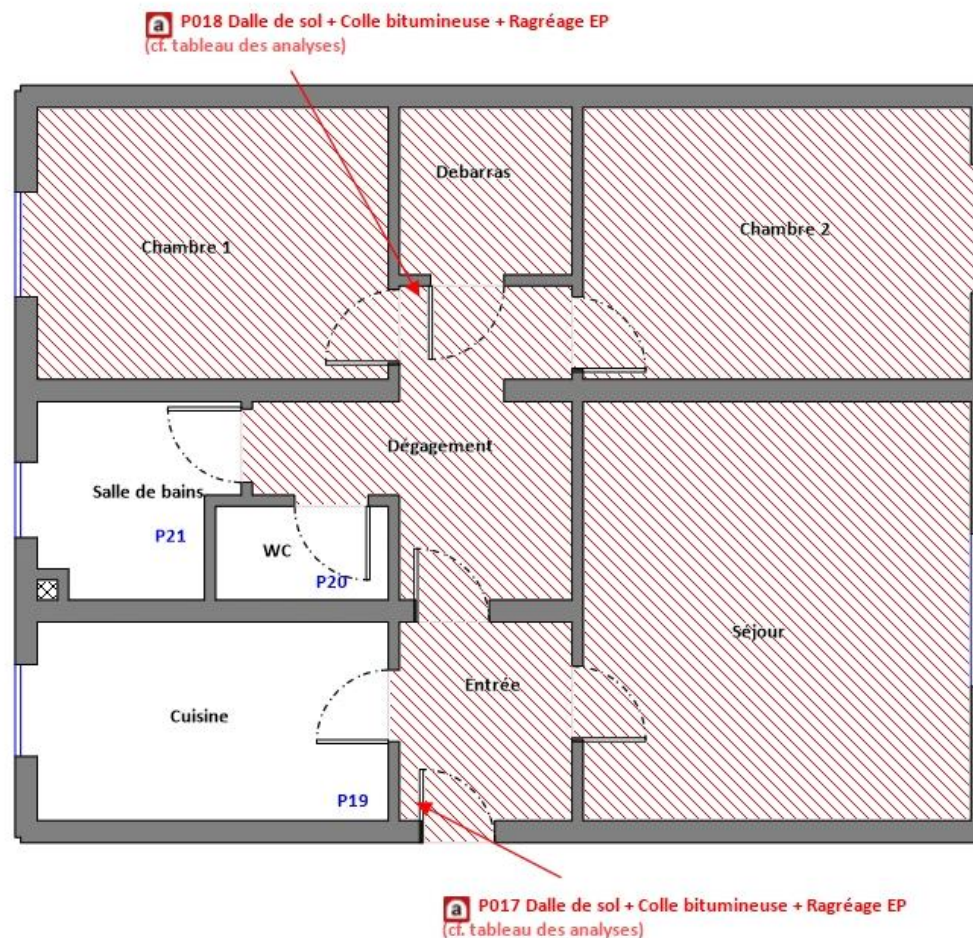 a P018 Dalle de sol + Colle bitumineuse + Ragréage EP
(cf. tableau des analyses)
Debarras
Chambre 2
Chambre 1
Dégagement
Salle de bains
P21
WC
P20
Séjour
Entrée
Cuisine
P19
a P017 Dalle de sol + Colle bitumineuse + Ragréage EP
(cf. tableau des analyses)